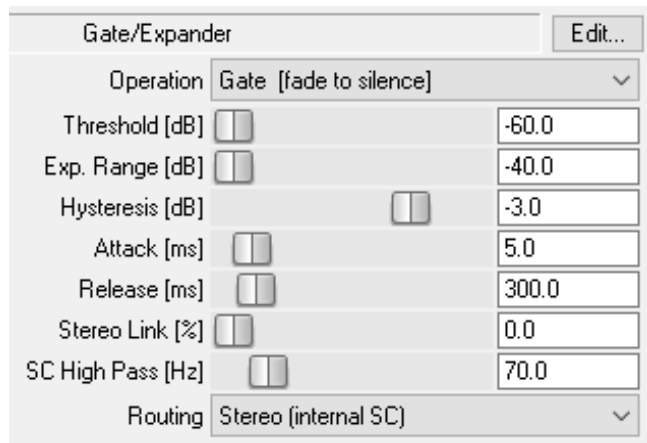 Gate/Expander Edit...
Operation Gate [fade to silence]
Threshold [dB] -60.0
Exp. Range [dB] -40.0
Hysteresis [dB] -3.0
Attack [ms] 5.0
Release [ms] 300.0
Stereo Link [%] 0.0
SC High Pass [Hz] 70.0
Routing Stereo (internal SC)